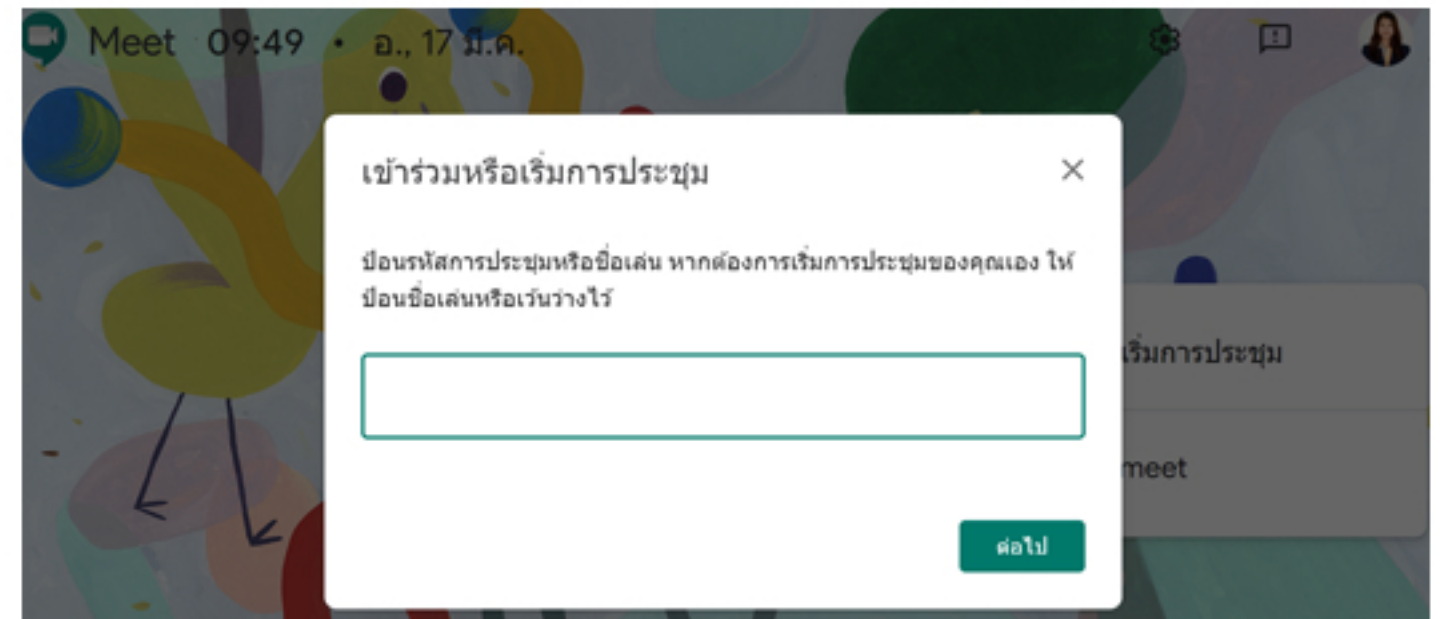 Meet 09:49 • อ., 17 มี.ค.
เข้าร่วมหรือเริ่มการประชุม
ป้อนรหัสการประชุมหรือชื่อเล่น หากต้องการเริ่มการประชุมของคุณเอง ให้
ป้อนชื่อเล่นหรือเว้นว่างไว้
เริ่มการประชุม
meet
ต่อไป